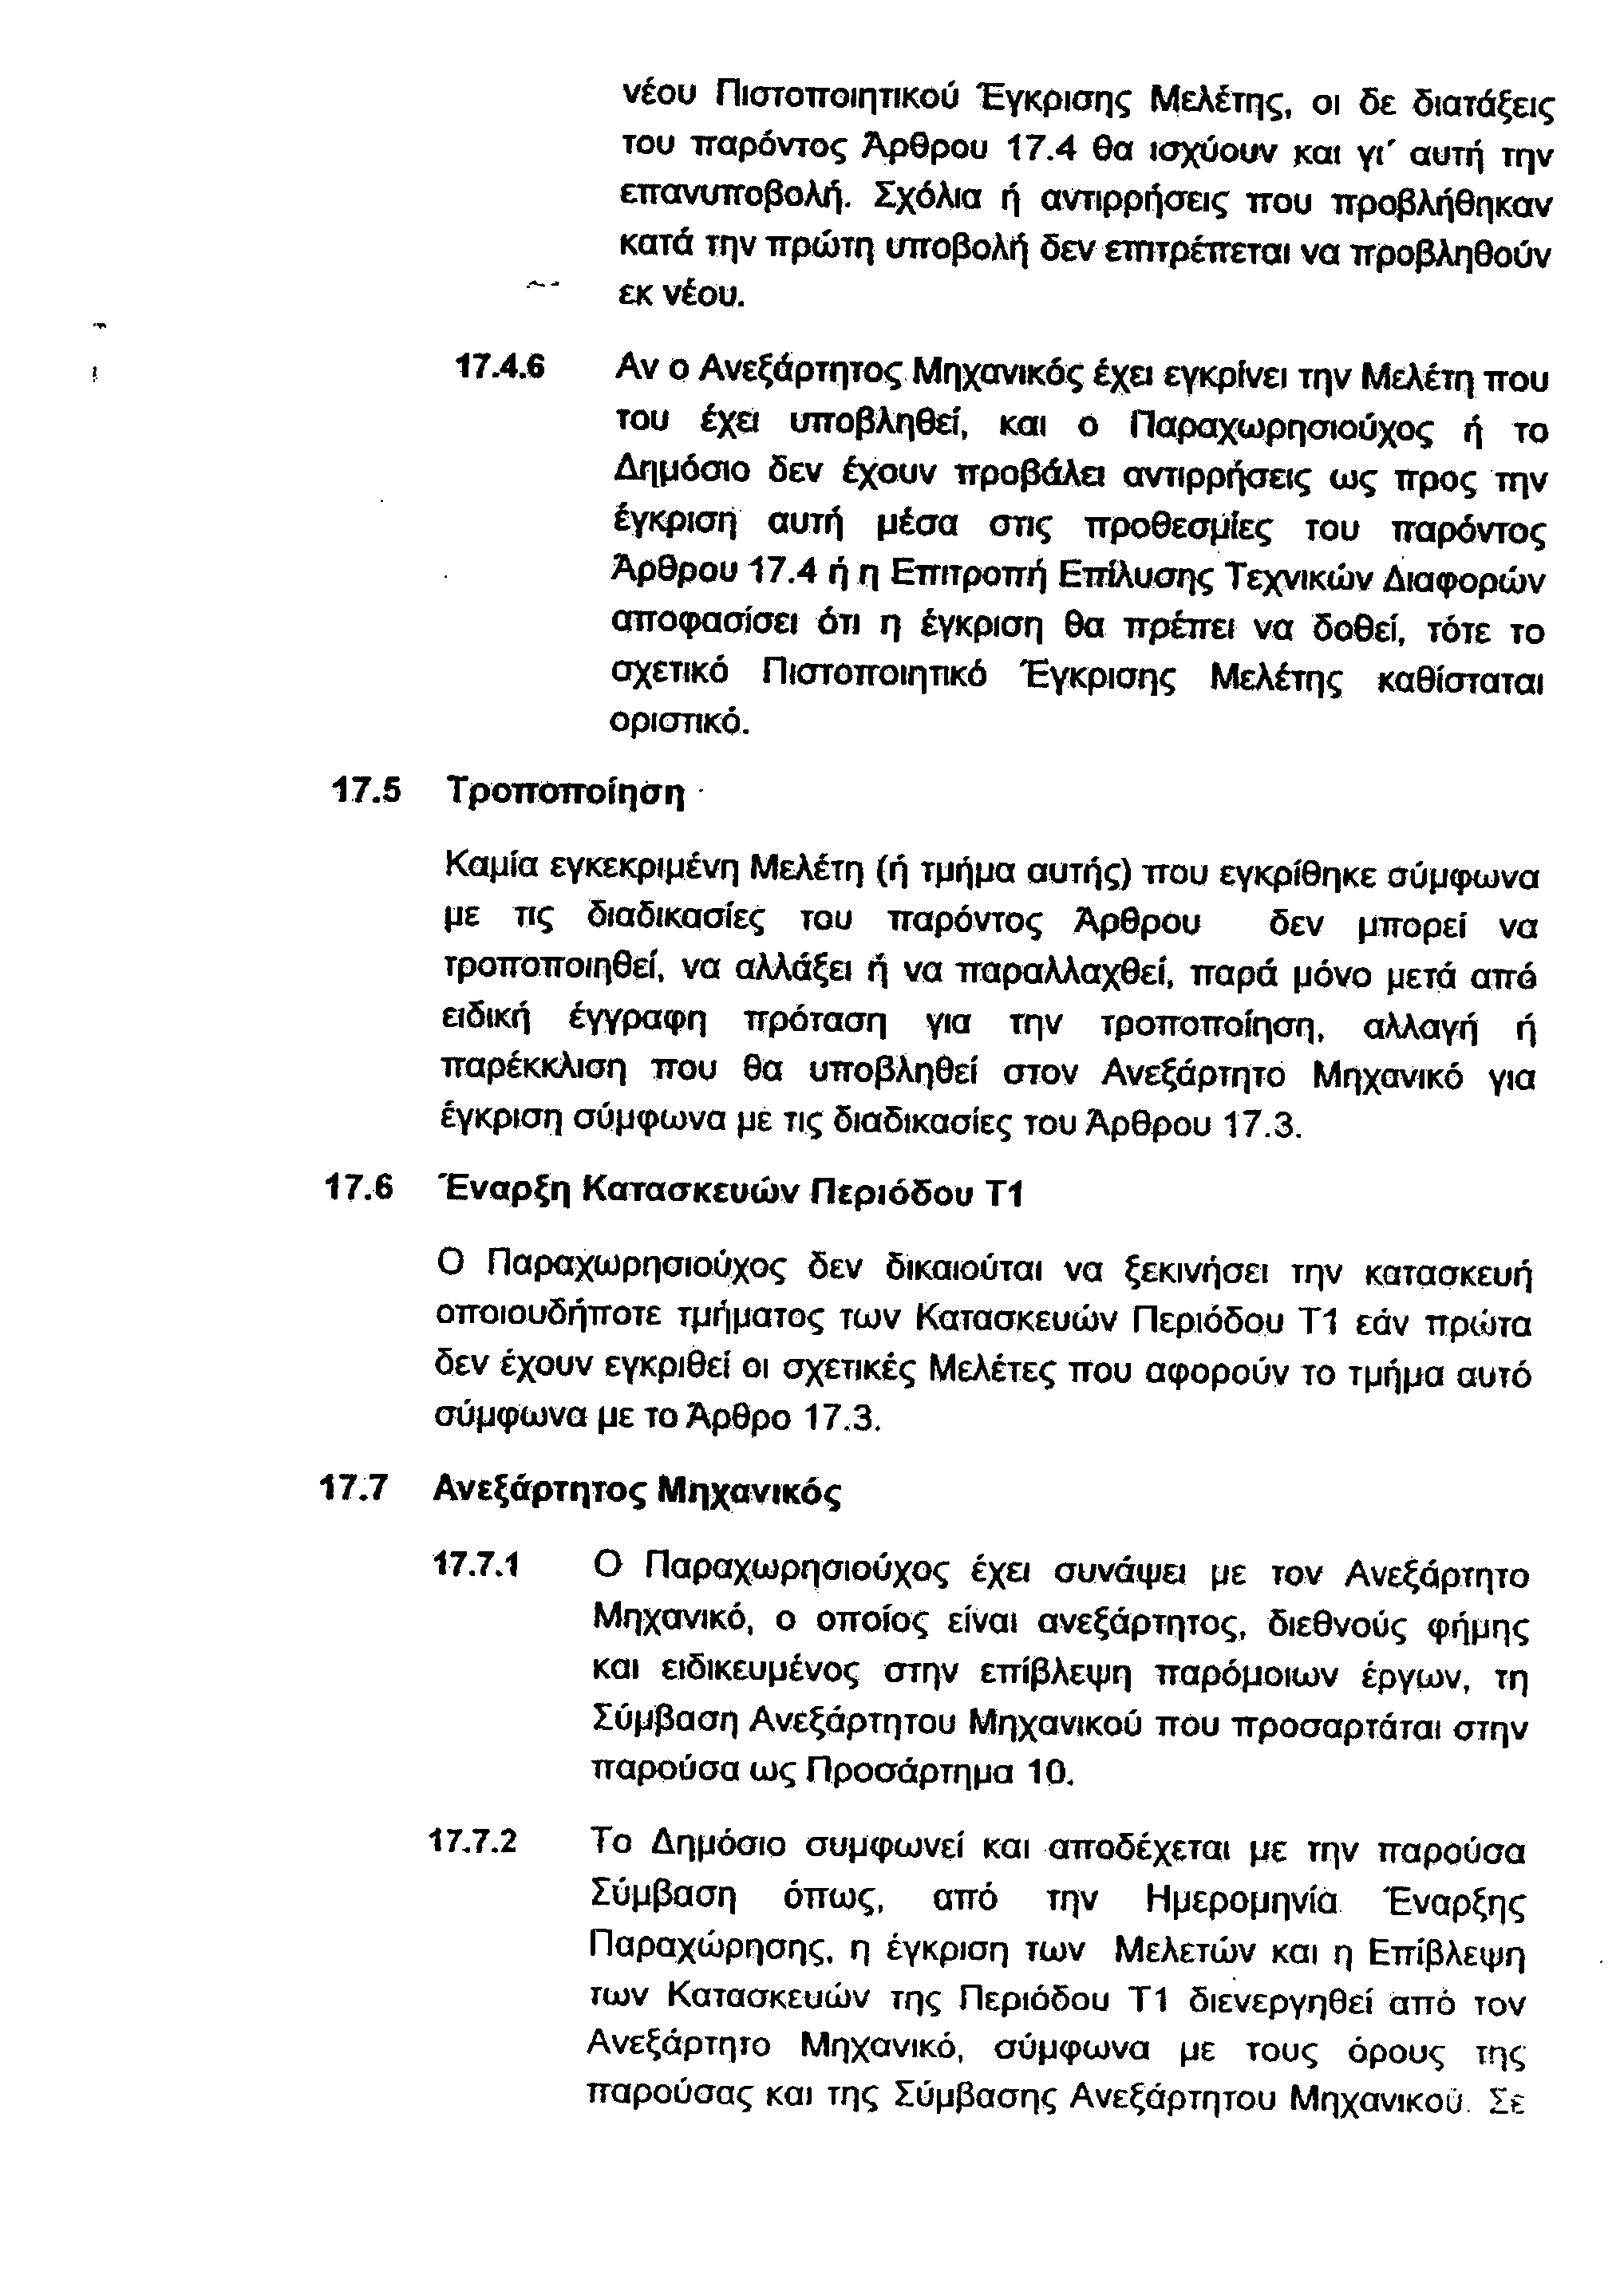 νέου Πιστοποιητικού Έγκρισης Μελέτης, οι δε διατάξεις
του παρόντος Άρθρου 17.4 θα ισχύουν και γι΄ αυτή την
επανυποβολή. Σχόλια ή αντιρρήσεις που προβλήθηκαν
κατά την πρώτη υποβολή δεν επιτρέπεται να προβληθούν
εκ νέου.
17.4.6 Αν ο Ανεξάρτητος Μηχανικός έχει εγκρίνει την Μελέτη που
του έχει υποβληθεί, και ο Παραχωρησιούχος ή το
Δημόσιο δεν έχουν προβάλει αντιρρήσεις ως προς την
έγκριση αυτή μέσα στις προθεσμίες του παρόντος
Άρθρου 17.4 ή η Επιτροπή Επίλυσης Τεχνικών Διαφορών
αποφασίσει ότι η έγκριση θα πρέπει να δοθεί, τότε το
σχετικό Πιστοποιητικό Έγκρισης Μελέτης καθίσταται
οριστικό.
17.5 Τροποποίηση
Καμία εγκεκριμένη Μελέτη (ή τμήμα αυτής) που εγκρίθηκε σύμφωνα
με τις διαδικασίες του παρόντος Άρθρου δεν μπορεί να
τροποποιηθεί, να αλλάξει ή να παραλλαχθεί, παρά μόνο μετά από
ειδική έγγραφη πρόταση για την τροποποίηση, αλλαγή ή
παρέκκλιση που θα υποβληθεί στον Ανεξάρτητο Μηχανικό για
έγκριση σύμφωνα με τις διαδικασίες του Άρθρου 17.3.
17.6 Έναρξη Κατασκευών Περιόδου Τ1
Ο Παραχωρησιούχος δεν δικαιούται να ξεκινήσει την κατασκευή
οποιουδήποτε τμήματος των Κατασκευών Περιόδου Τ1 εάν πρώτα
δεν έχουν εγκριθεί οι σχετικές Μελέτες που αφορούν το τμήμα αυτό
σύμφωνα με το Άρθρο 17.3.
17.7 Ανεξάρτητος Μηχανικός
17.7.1 Ο Παραχωρησιούχος έχει συνάψει με τον Ανεξάρτητο
Μηχανικό, ο οποίος είναι ανεξάρτητος, διεθνούς φήμης
και ειδικευμένος στην επίβλεψη παρόμοιων έργων, τη
Σύμβαση Ανεξάρτητου Μηχανικού που προσαρτάται στην
παρούσα ως Προσάρτημα 10.
17.7.2 Το Δημόσιο συμφωνεί και αποδέχεται με την παρούσα
Σύμβαση όπως, από την Ημερομηνία Έναρξης
Παραχώρησης, η έγκριση των Μελετών και η Επίβλεψη
των Κατασκευών της Περιόδου Τ1 διενεργηθεί από τον
Ανεξάρτητο Μηχανικό, σύμφωνα με τους όρους της
παρούσας και της Σύμβασης Ανεξάρτητου Μηχανικού. Σε